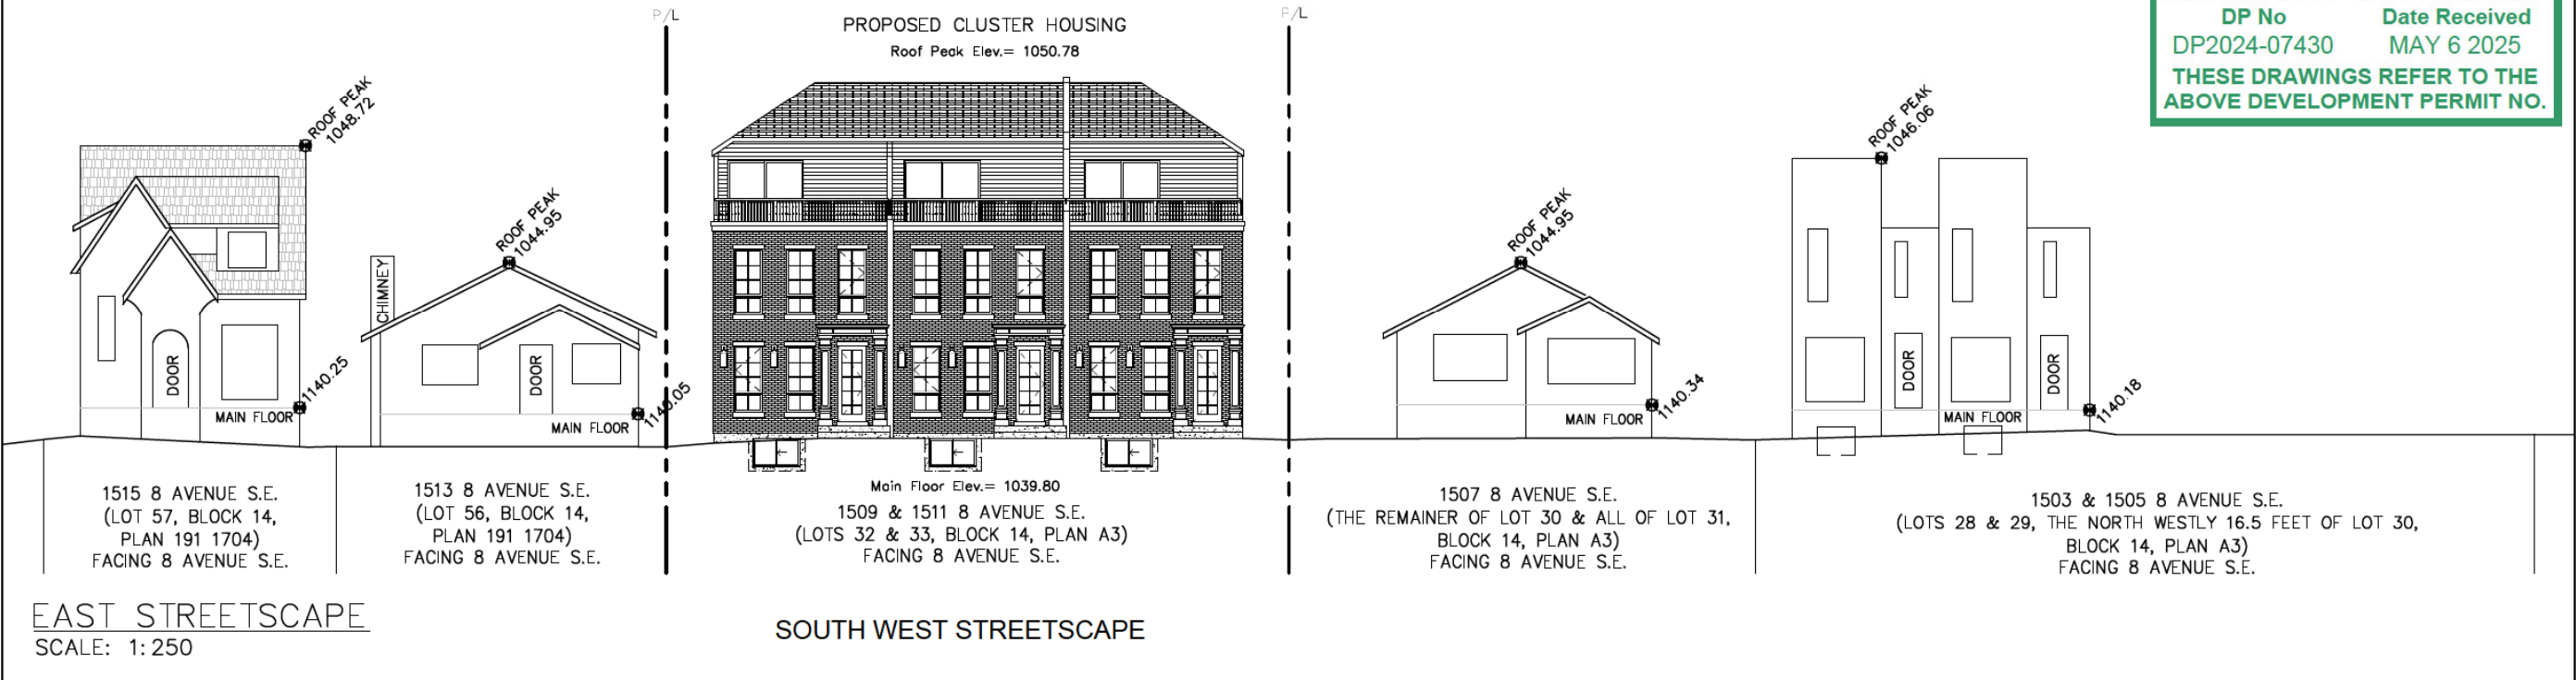 P/L
PROPOSED CLUSTER HOUSING
Roof Peak Elev.= 1050.78
P/L
DP No
Date Received
DP2024-07430
MAY 6 2025
THESE DRAWINGS REFER TO THE
ABOVE DEVELOPMENT PERMIT NO.
ROOF PEAK
1048.72
DOOR
MAIN FLOOR
1140.25
CHIMNEY
ROOF PEAK
1044.95
DOOR
MAIN FLOOR
1140.05
ROOF PEAK
1044.95
MAIN FLOOR
1140.34
ROOF PEAK
1046.06
DOOR
MAIN FLOOR
DOOR
1140.18
1515 8 AVENUE S.E.
(LOT 57, BLOCK 14,
PLAN 191 1704)
FACING 8 AVENUE S.E.
1513 8 AVENUE S.E.
(LOT 56, BLOCK 14,
PLAN 191 1704)
FACING 8 AVENUE S.E.
Main Floor Elev.= 1039.80
1509 & 1511 8 AVENUE S.E.
(LOTS 32 & 33, BLOCK 14, PLAN A3)
FACING 8 AVENUE S.E.
1507 8 AVENUE S.E.
(THE REMAINER OF LOT 30 & ALL OF LOT 31,
BLOCK 14, PLAN A3)
FACING 8 AVENUE S.E.
1503 & 1505 8 AVENUE S.E.
(LOTS 28 & 29, THE NORTH WESTLY 16.5 FEET OF LOT 30,
BLOCK 14, PLAN A3)
FACING 8 AVENUE S.E.
EAST STREETSCAPE
SCALE: 1:250
SOUTH WEST STREETSCAPE